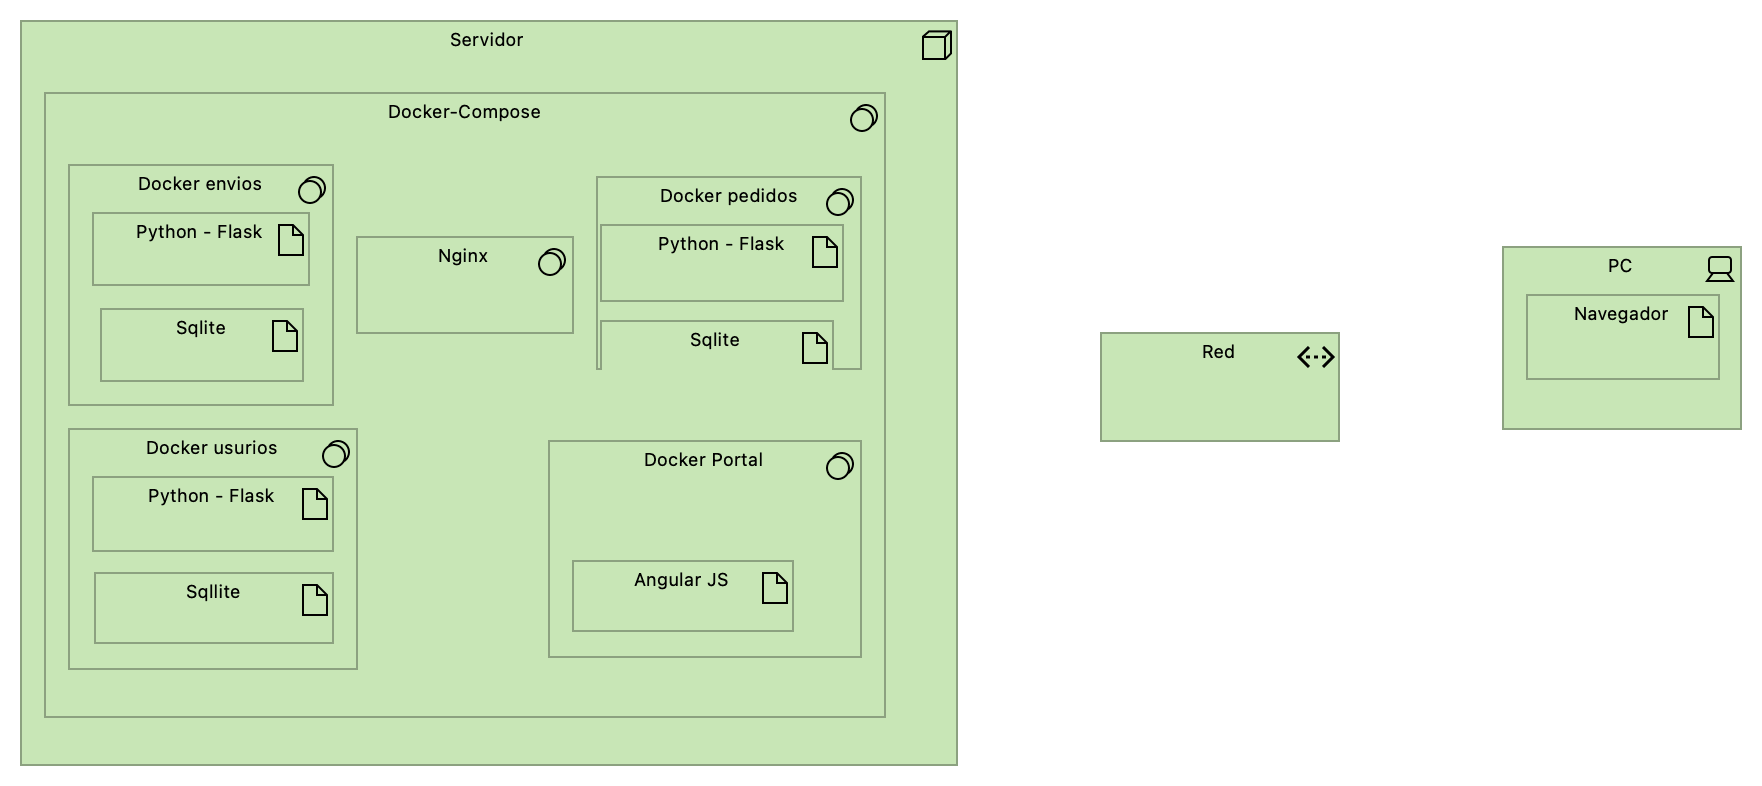 Servidor
Docker-Compose
Docker envios
Python - Flask
Sqlite
Nginx
Docker pedidos
Python - Flask
Sqlite
Docker usurios
Python - Flask
Sqllite
Docker Portal
Angular JS
Red
PC
Navegador